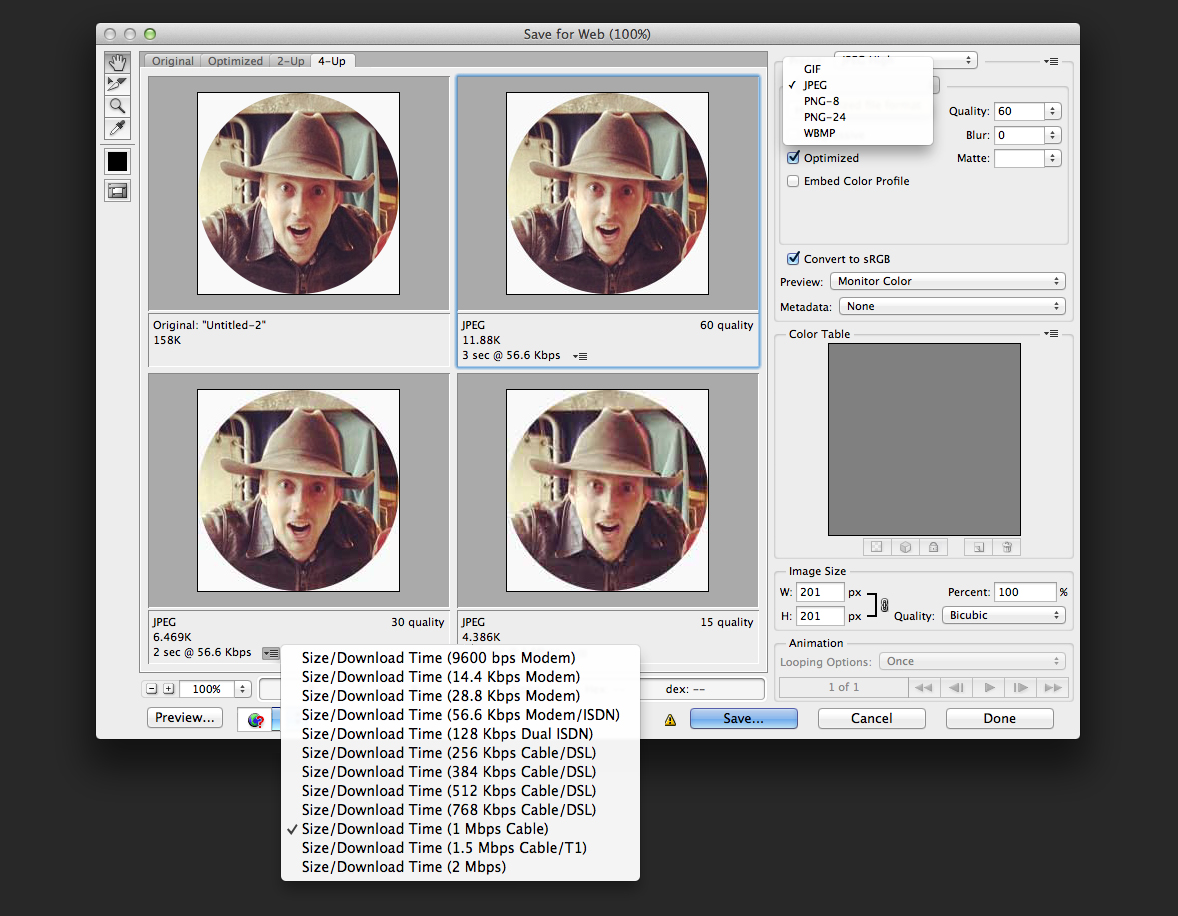 Save for Web (100%)
Original Optimized 2-Up 4-Up
GIF
JPEG
PNG-8
PNG-24
WBMP
Quality: 60
Blur: 0
Optimized
Matte:
Embed Color Profile
Convert to sRGB
Preview: Monitor Color
Metadata: None
Original: "Untitled-2"
158K
JPEG 60 quality
11.88K
3 sec @ 56.6 Kbps
Color Table
JPEG 30 quality
6.469K
2 sec @ 56.6 Kbps
JPEG 15 quality
4.386K
Image Size
W: 201 px
Percent: 100 %
H: 201 px
Quality: Bicubic
Animation
Looping Options: Once
1 of 1
100%
dex: --
Preview...
Save...
Cancel
Done
Size/Download Time (9600 bps Modem)
Size/Download Time (14.4 Kbps Modem)
Size/Download Time (28.8 Kbps Modem)
Size/Download Time (56.6 Kbps Modem/ISDN)
Size/Download Time (128 Kbps Dual ISDN)
Size/Download Time (256 Kbps Cable/DSL)
Size/Download Time (384 Kbps Cable/DSL)
Size/Download Time (512 Kbps Cable/DSL)
Size/Download Time (768 Kbps Cable/DSL)
Size/Download Time (1 Mbps Cable)
Size/Download Time (1.5 Mbps Cable/T1)
Size/Download Time (2 Mbps)